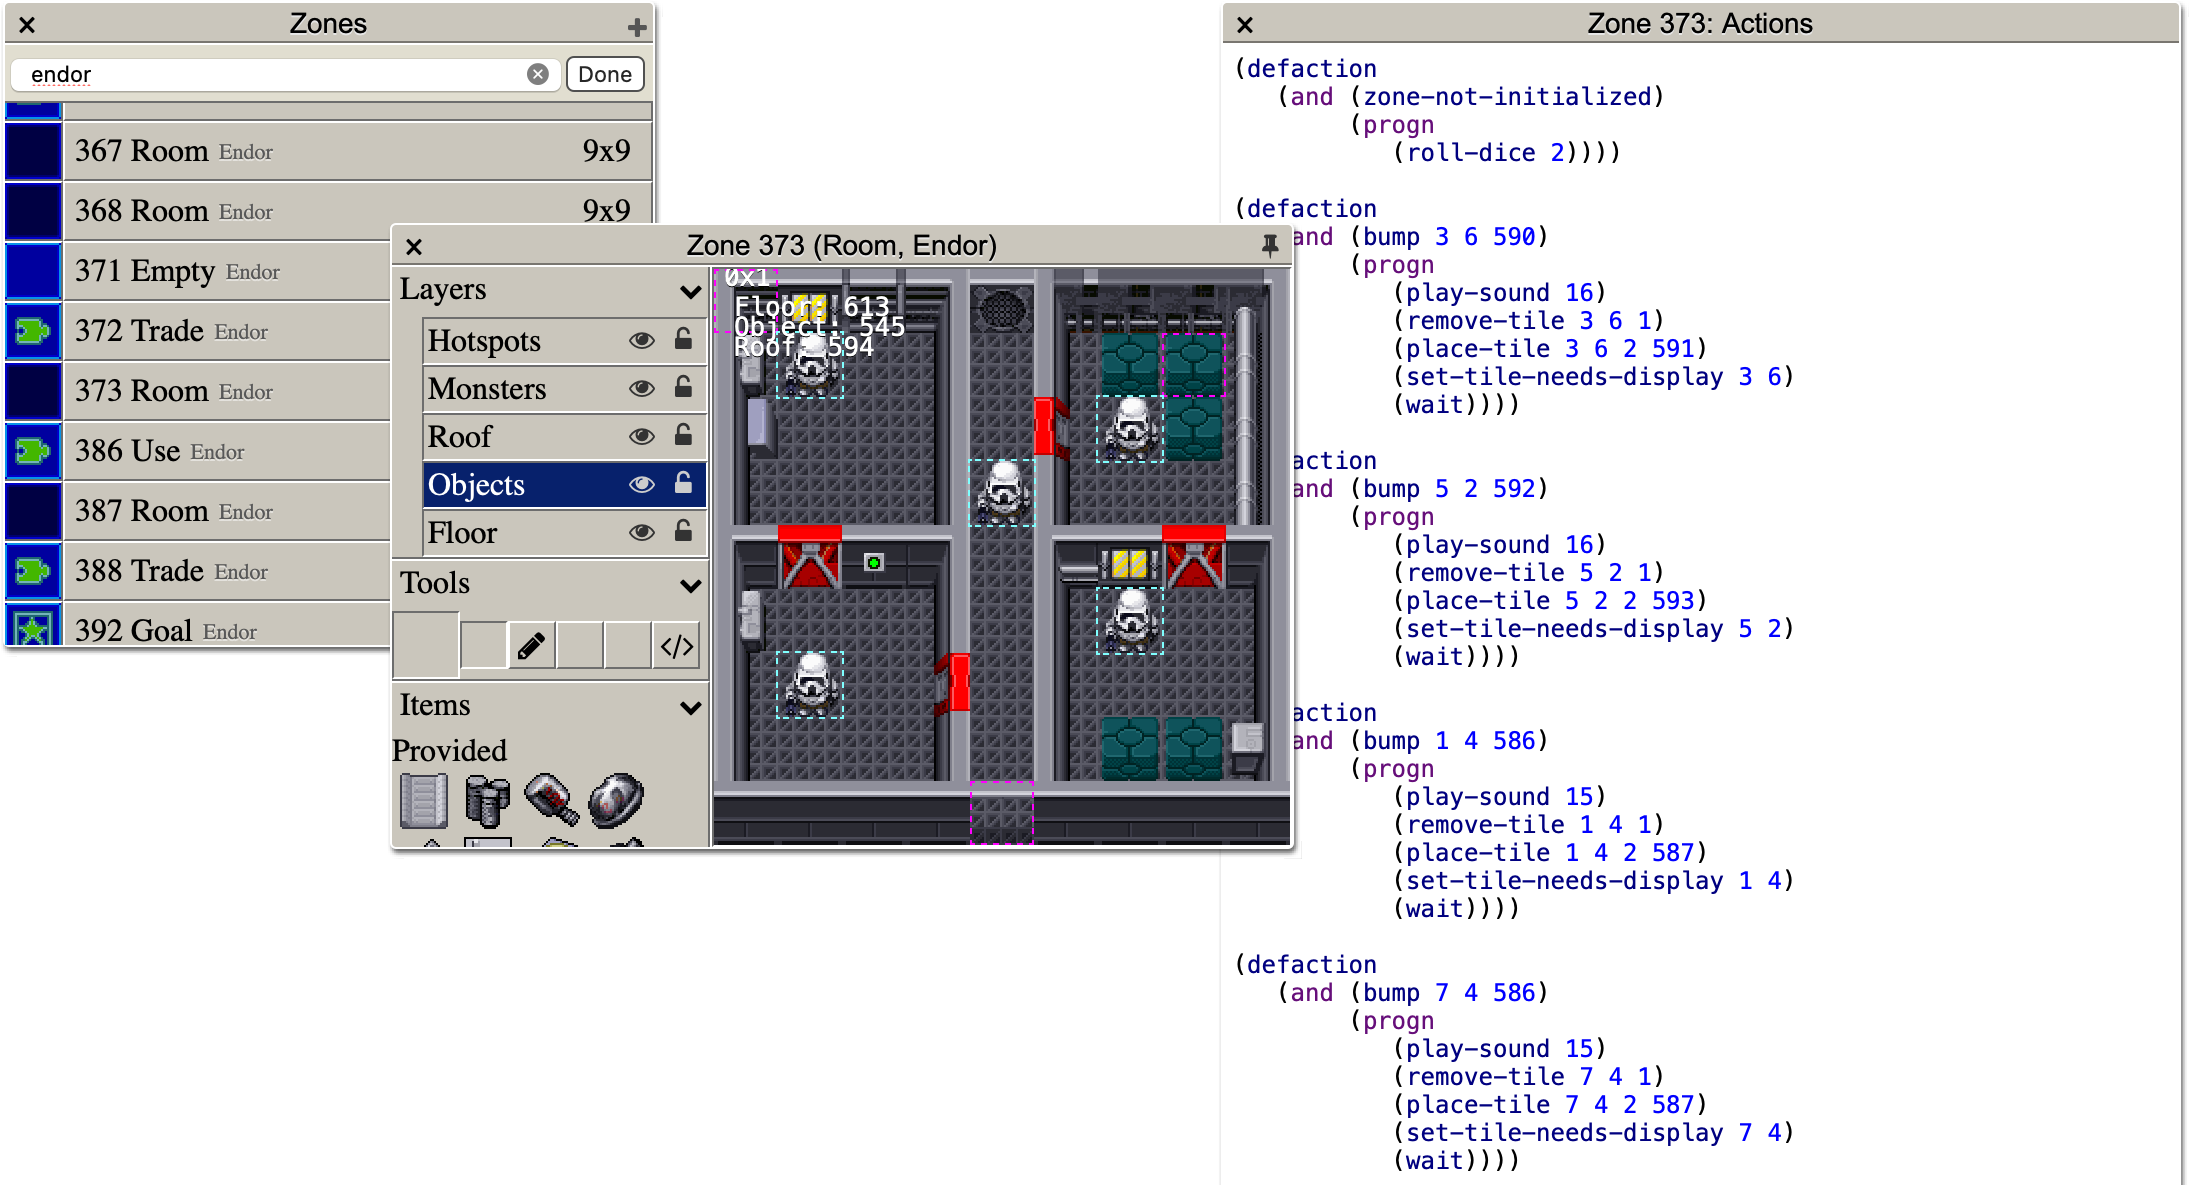 Zones
endor
Done
367 Room Endor 9x9
368 Room Endor 9x9
371 Empty Endor
372 Trade Endor
373 Room Endor
386 Use Endor
387 Room Endor
388 Trade Endor
392 Goal Endor
Zone 373 (Room, Endor)
Layers
Hotspots
Monsters
Roof
Objects
Floor
Tools
</>
Items
Provided
0x1
Floor: 613
Object: 545
Roof: 594
Zone 373: Actions
(defaction
(and (zone-not-initialized)
(progn
(roll-dice 2))))
(defaction
and (bump 3 6 590)
(progn
(play-sound 16)
(remove-tile 3 6 1)
(place-tile 3 6 2 591)
(set-tile-needs-display 3 6)
(wait))))
action
and (bump 5 2 592)
(progn
(play-sound 16)
(remove-tile 5 2 1)
(place-tile 5 2 2 593)
(set-tile-needs-display 5 2)
(wait))))
action
and (bump 1 4 586)
(progn
(play-sound 15)
(remove-tile 1 4 1)
(place-tile 1 4 2 587)
(set-tile-needs-display 1 4)
(wait))))
(defaction
(and (bump 7 4 586)
(progn
(play-sound 15)
(remove-tile 7 4 1)
(place-tile 7 4 2 587)
(set-tile-needs-display 7 4)
(wait))))